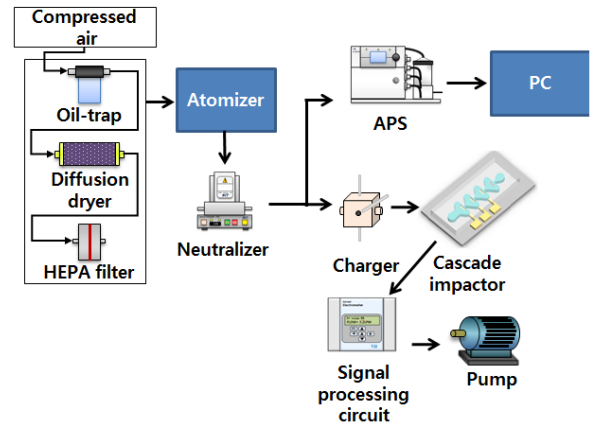 Compressed
air
Oil-trap
Diffusion
dryer
HEPA filter
Atomizer
Neutralizer
APS
PC
Charger
Cascade
impactor
Signal
processing
circuit
Pump